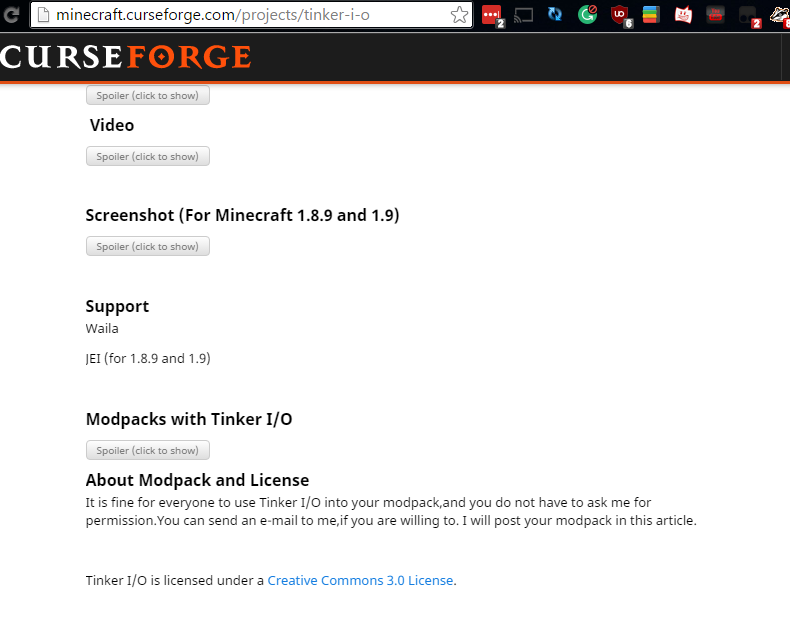 minecraft.curseforge.com/projects/tinker-i-o
2
UD
6
2
CURSEFORGE
Spoiler (click to show)
Video
Spoiler (click to show)
Screenshot (For Minecraft 1.8.9 and 1.9)
Spoiler (click to show)
Support
Waila
JEI (for 1.8.9 and 1.9)
Modpacks with Tinker I/O
Spoiler (click to show)
About Modpack and License
It is fine for everyone to use Tinker I/O into your modpack,and you do not have to ask me for
permission.You can send an e-mail to me,if you are willing to. I will post your modpack in this article.
Tinker I/O is licensed under a Creative Commons 3.0 License.